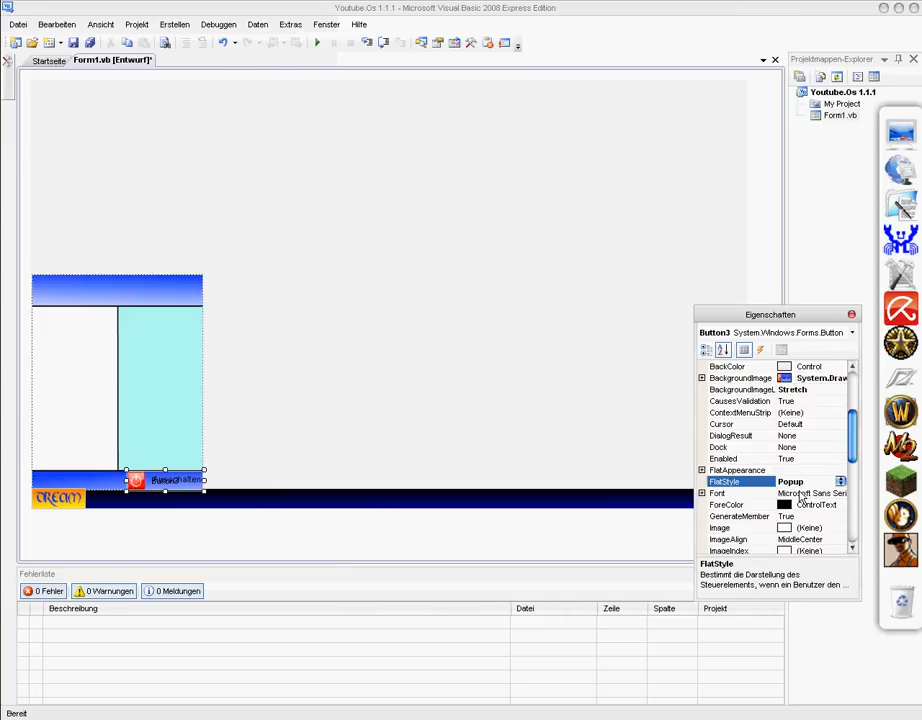 Youtube.Os 1.1.1 - Microsoft Visual Basic 2008 Express Edition
Datei Bearbeiten Ansicht Projekt Erstellen Debuggen Daten Extras Fenster Hilfe
Startseite Form1.vb [Entwurf]*
Projektmappen-Explorer
Youtube.Os 1.1.1
My Project
Form1.vb
Eigenschaften
Button3 System.Windows.Forms.Button
BackColor Control
BackgroundImage System.Draw
BackgroundImageL Stretch
CausesValidation True
ContextMenuStrip (Keine)
Cursor Default
DialogResult None
Dock None
Enabled True
FlatAppearance
FlatStyle Popup
Font Microsoft Sans Seri
ForeColor ControlText
GenerateMember True
Image (Keine)
ImageAlign MiddleCenter
ImageIndex (Keine)
FlatStyle
Bestimmt die Darstellung des
Steuerelements, wenn ein Benutzer den ...
DREAM
Fehlerliste
0 Fehler 0 Warnungen 0 Meldungen
Beschreibung Datei Zeile Spalte Projekt
Bereit